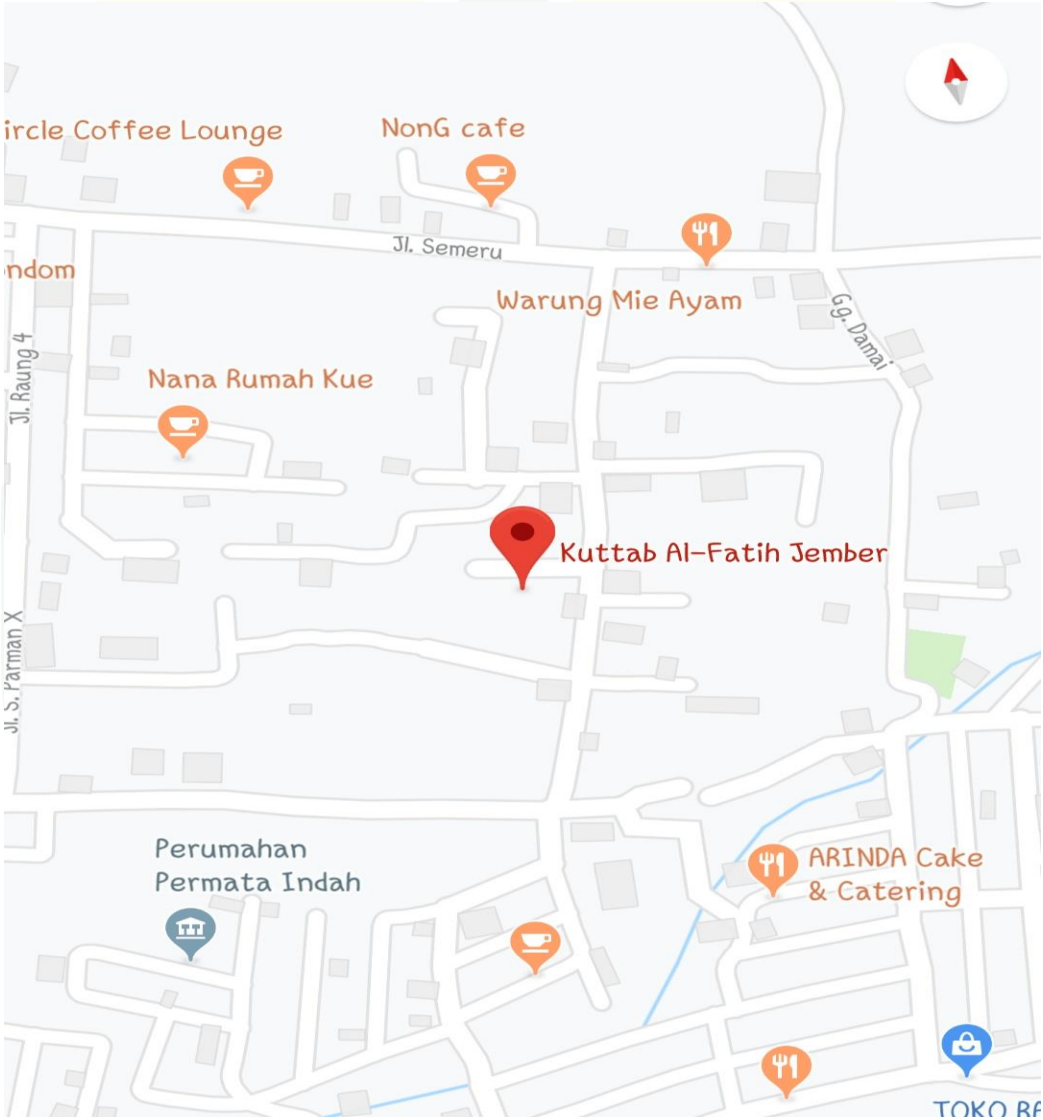 ircle Coffee Lounge
NonG cafe
Jl. Semeru
ndom
Warung Mie Ayam
Gg. Damai
Jl. Raung 4
Nana Rumah Kue
Kuttab Al-Fatih Jember
Jl. S. Parman X
Perumahan
Permata Indah
ARINDA Cake
& Catering
TOKO BA